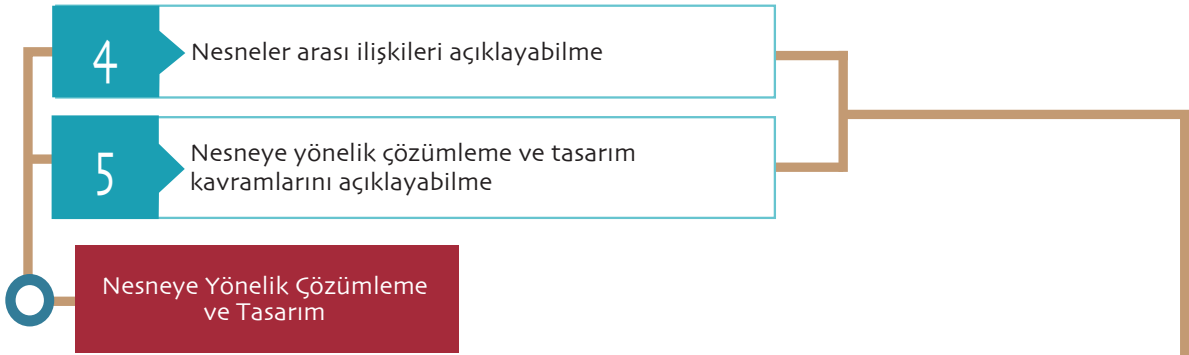 4
Nesneler arası ilişkileri açıklayabilme
5
Nesneye yönelik çözümleme ve tasarım
kavramlarını açıklayabilme
Nesneye Yönelik Çözümleme
ve Tasarım